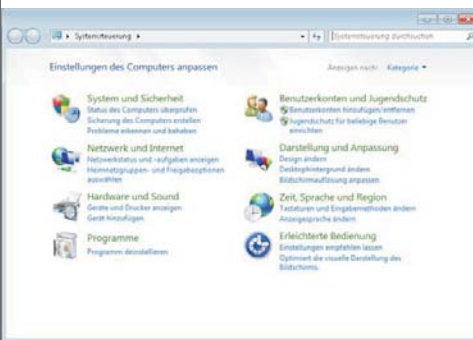 Systemsteuerung
Systemsteuerung durchsuchen
Einstellungen des Computers anpassen
Anzeigen nach: Kategorie
System und Sicherheit
Status des Computers überprüfen
Sicherung des Computers erstellen
Probleme erkennen und beheben
Netzwerk und Internet
Netzwerkstatus und -aufgaben anzeigen
Heimnetzgruppen- und Freigabeoptionen
auswählen
Hardware und Sound
Geräte und Drucker anzeigen
Gerät hinzufügen
Programme
Programm deinstallieren
Benutzerkonten und Jugendschutz
Benutzerkonten hinzufügen/entfernen
Jugendschutz für beliebige Benutzer
einrichten
Darstellung und Anpassung
Design ändern
Desktophintergrund ändern
Bildschirmauflösung anpassen
Zeit, Sprache und Region
Tastaturen und Eingabemethoden ändern
Anzeigesprache ändern
Erleichterte Bedienung
Einstellungen empfehlen lassen
Optimiert die visuelle Darstellung des
Bildschirms.